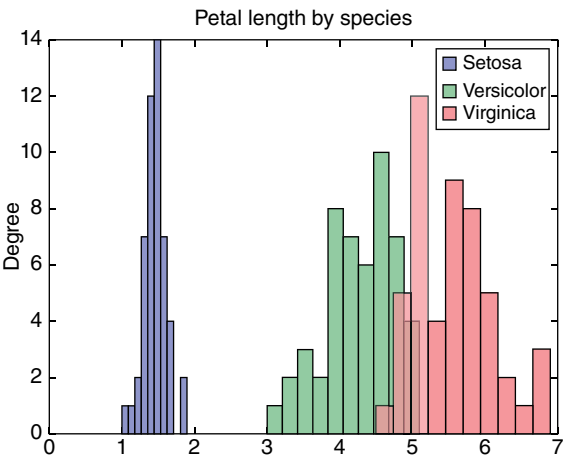 Petal length by species
Degree
14
12
10
8
6
4
2
0
Setosa
Versicolor
Virginica
0 1 2 3 4 5 6 7